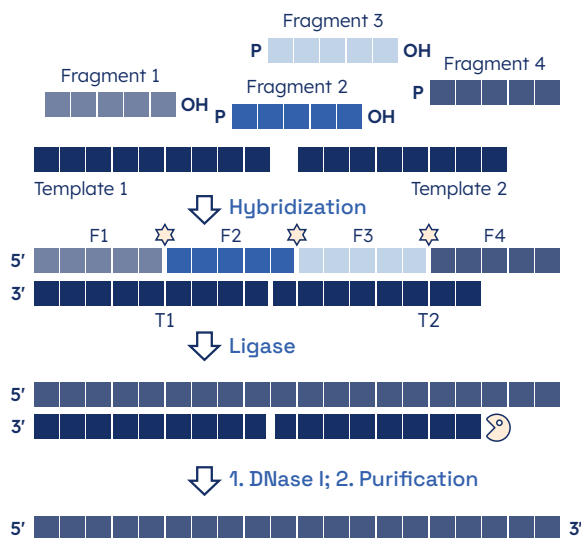 Fragment 3
P OH
Fragment 4
Fragment 1
P
Fragment 2
OH
P OH
Template 1 Template 2
Hybridization
F1 F2 F3 F4
5′
3′
T1 T2
Ligase
5′
3′
1. DNase I; 2. Purification
5′ 3′